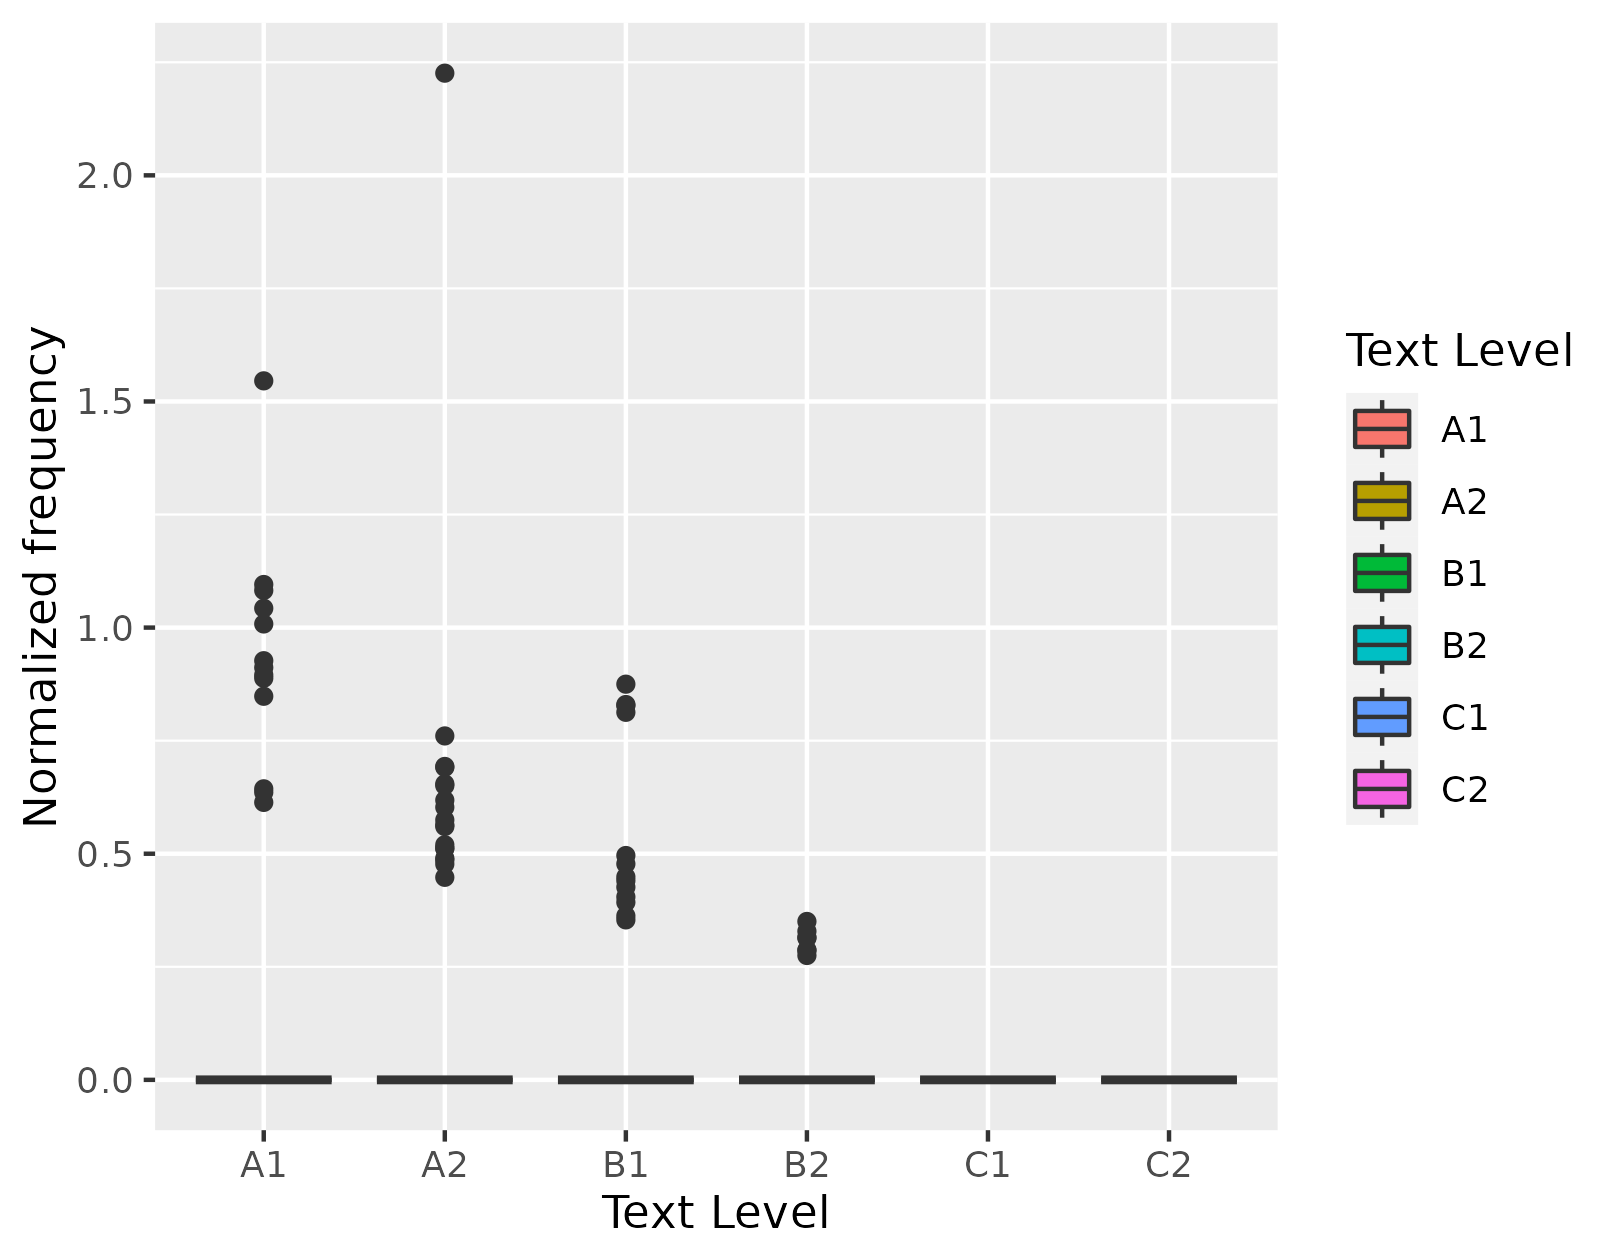 Normalized frequency
2.0
1.5
1.0
0.5
0.0
A1 A2 B1 B2 C1 C2
Text Level
Text Level
A1
A2
B1
B2
C1
C2